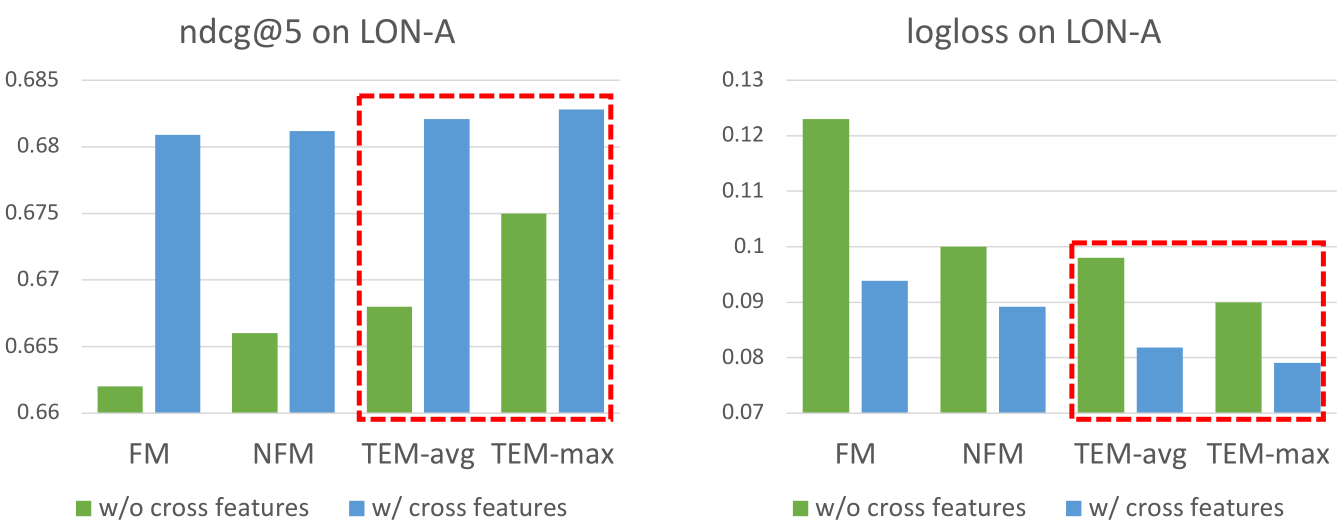 ndcg@5 on LON-A
0.685
0.68
0.675
0.67
0.665
0.66
FM NFM TEM-avg TEM-max
w/o cross features w/ cross features
logloss on LON-A
0.13
0.12
0.11
0.1
0.09
0.08
0.07
FM NFM TEM-avg TEM-max
w/o cross features w/ cross features